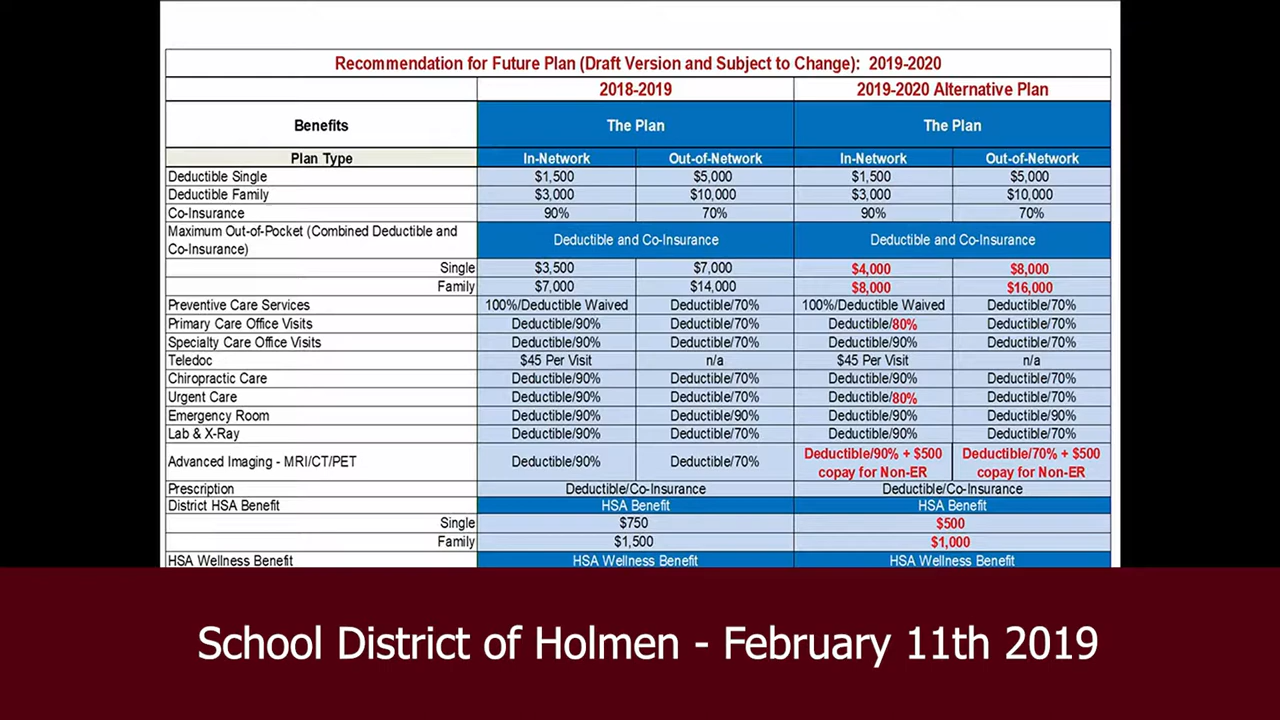 Recommendation for Future Plan (Draft Version and Subject to Change): 2019-2020
2018-2019 2019-2020 Alternative Plan
Benefits The Plan The Plan
Plan Type In-Network Out-of-Network In-Network Out-of-Network
Deductible Single $1,500 $5,000 $1,500 $5,000
Deductible Family $3,000 $10,000 $3,000 $10,000
Co-Insurance 90% 70% 90% 70%
Maximum Out-of-Pocket (Combined Deductible and
Co-Insurance) Deductible and Co-Insurance Deductible and Co-Insurance
Single $3,500 $7,000 $4,000 $8,000
Family $7,000 $14,000 $8,000 $16,000
Preventive Care Services 100%/Deductible Waived Deductible/70% 100%/Deductible Waived Deductible/70%
Primary Care Office Visits Deductible/90% Deductible/70% Deductible/80% Deductible/70%
Specialty Care Office Visits Deductible/90% Deductible/70% Deductible/90% Deductible/70%
Teledoc $45 Per Visit n/a $45 Per Visit n/a
Chiropractic Care Deductible/90% Deductible/70% Deductible/90% Deductible/70%
Urgent Care Deductible/90% Deductible/70% Deductible/80% Deductible/70%
Emergency Room Deductible/90% Deductible/90% Deductible/90% Deductible/90%
Lab & X-Ray Deductible/90% Deductible/70% Deductible/90% Deductible/70%
Advanced Imaging - MRI/CT/PET Deductible/90% Deductible/70% Deductible/90% + $500 Deductible/70% + $500
copay for Non-ER copay for Non-ER
Prescription Deductible/Co-Insurance Deductible/Co-Insurance
District HSA Benefit HSA Benefit HSA Benefit
Single $750 $500
Family $1,500 $1,000
HSA Wellness Benefit HSA Wellness Benefit HSA Wellness Benefit
School District of Holmen - February 11th 2019